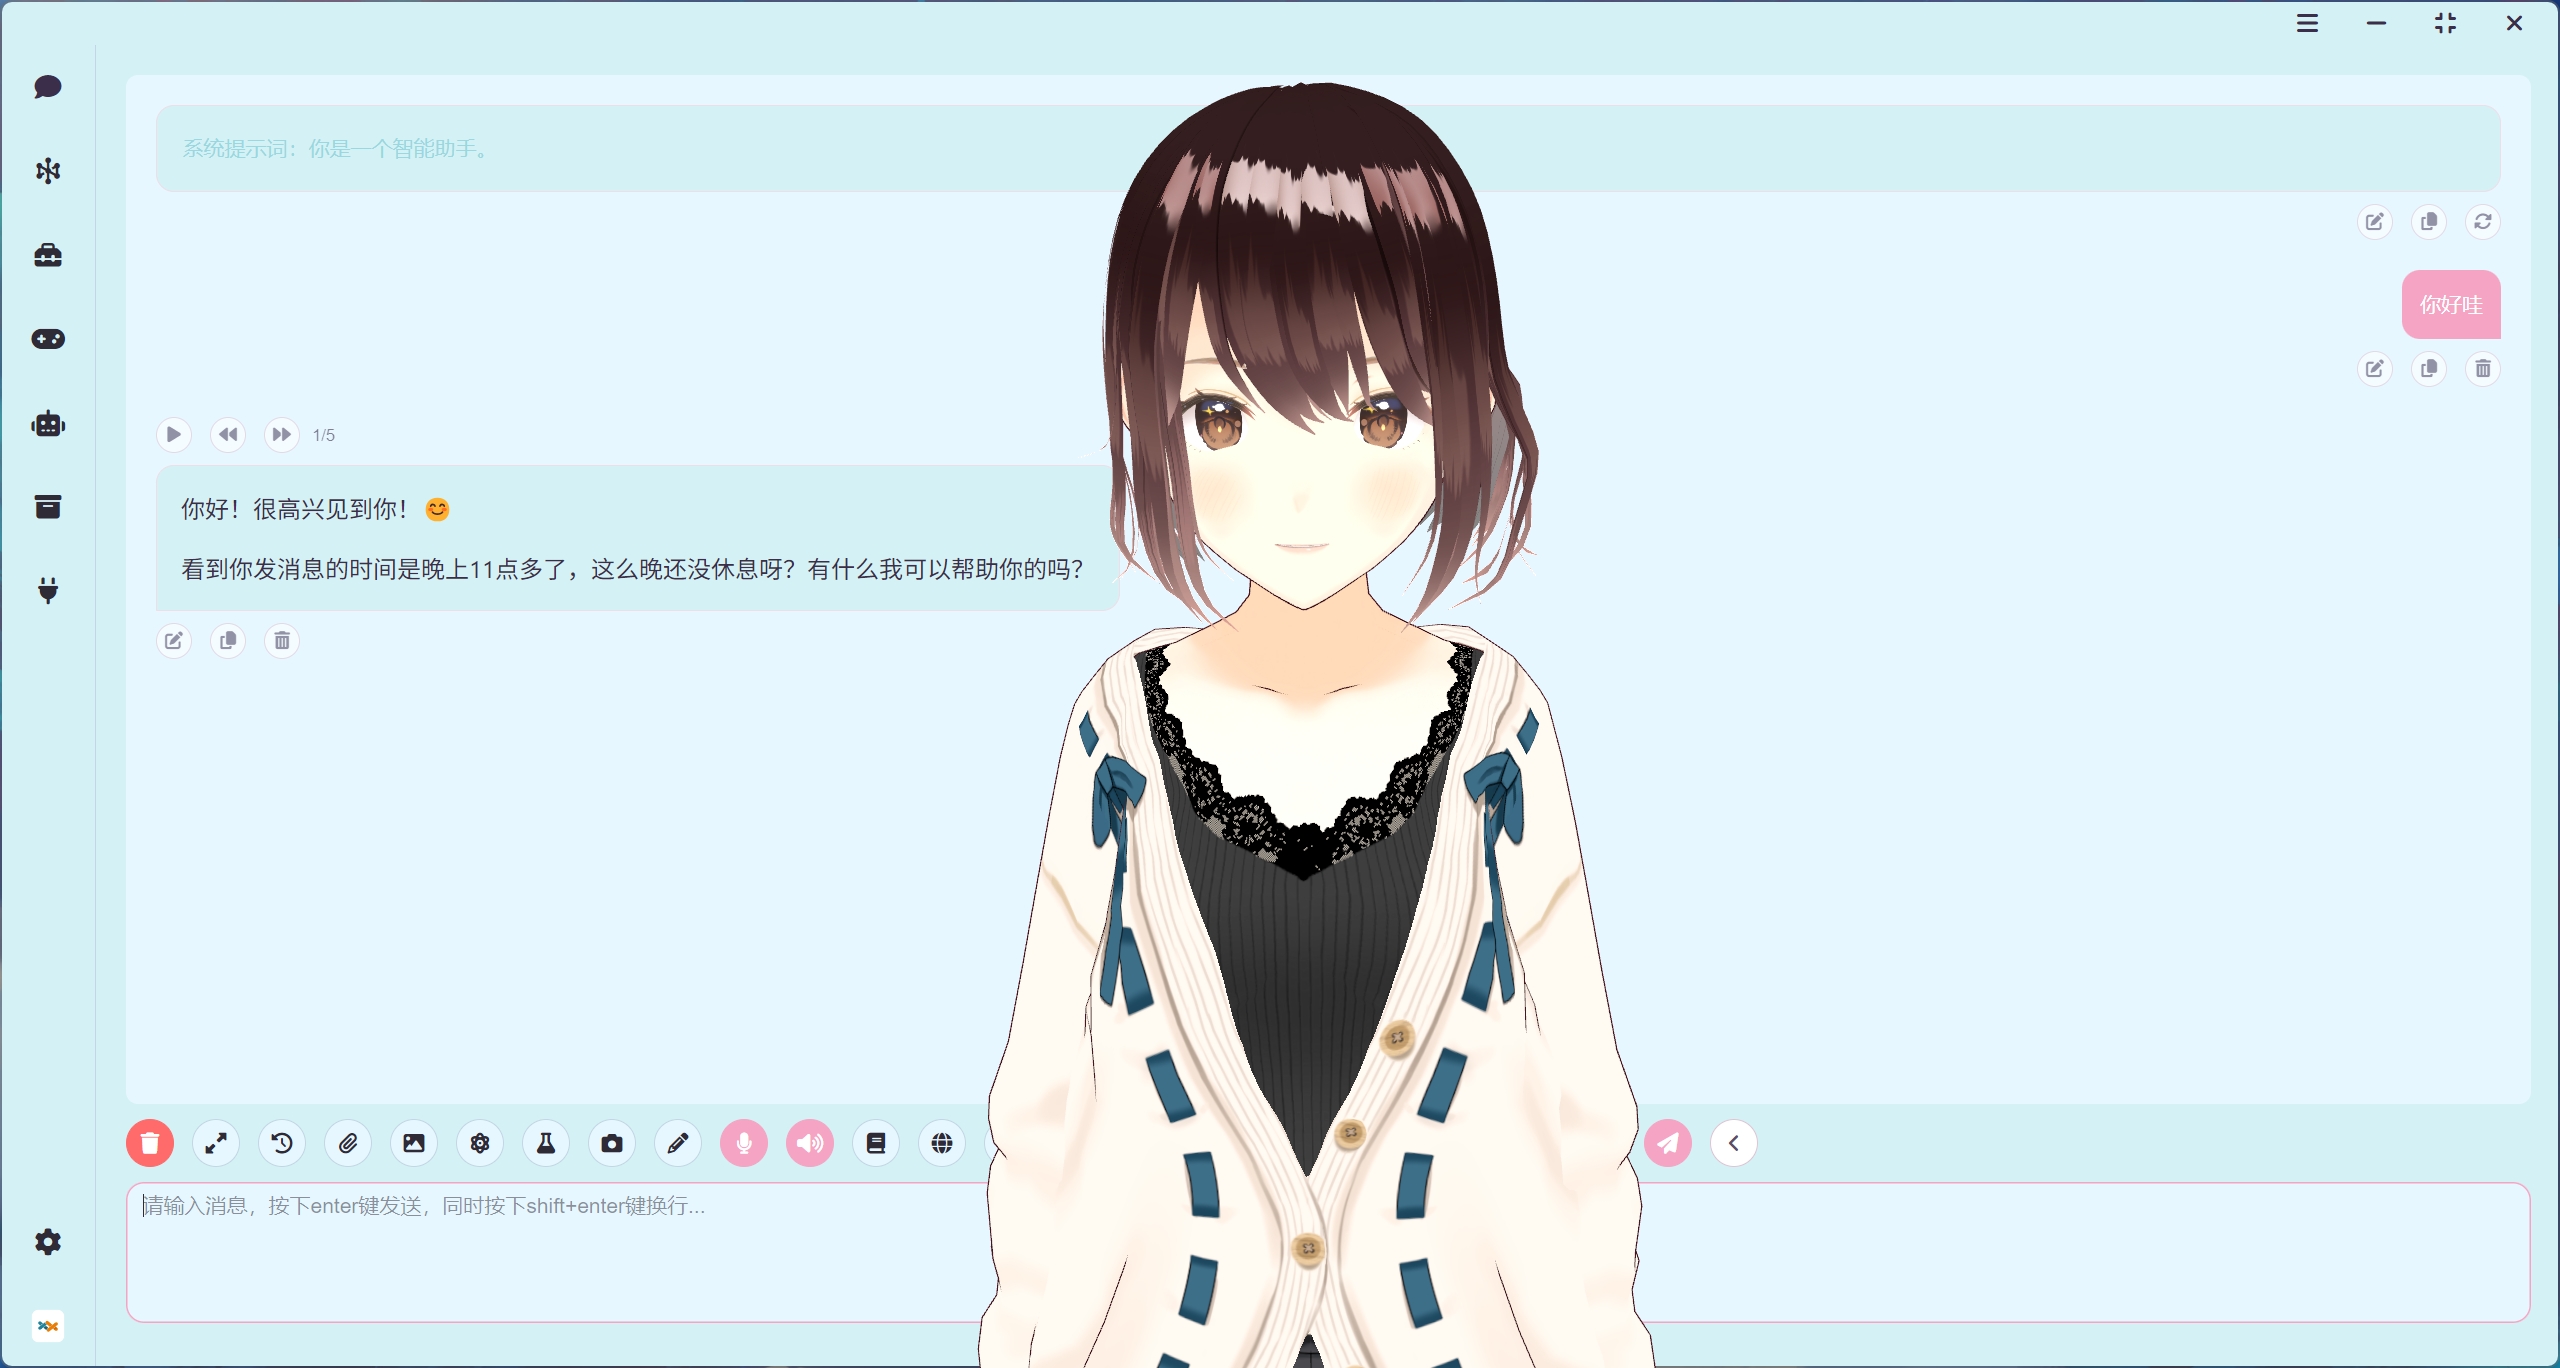 系统提示词：你是一个智能助手。
你好哇
1/5
你好！很高兴见到你！😊
看到你发消息的时间是晚上11点多了，这么晚还没休息呀？有什么我可以帮助你的吗？
请输入消息，按下enter键发送，同时按下shift+enter键换行...